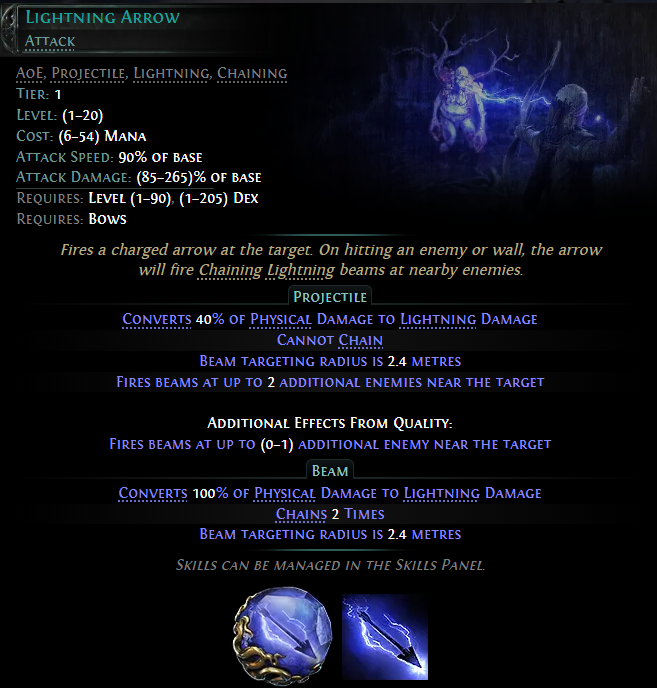 Lightning Arrow
Attack
AoE, Projectile, Lightning, Chaining
Tier: 1
Level: (1–20)
Cost: (6–54) Mana
Attack Speed: 90% of base
Attack Damage: (85–265)% of base
Requires: Level (1–90), (1–205) Dex
Requires: Bows
Fires a charged arrow at the target. On hitting an enemy or wall, the arrow
will fire Chaining Lightning beams at nearby enemies.
Projectile
Converts 40% of Physical Damage to Lightning Damage
Cannot Chain
Beam targeting radius is 2.4 metres
Fires beams at up to 2 additional enemies near the target
Additional Effects From Quality:
Fires beams at up to (0–1) additional enemy near the target
Beam
Converts 100% of Physical Damage to Lightning Damage
Chains 2 Times
Beam targeting radius is 2.4 metres
Skills can be managed in the Skills Panel.